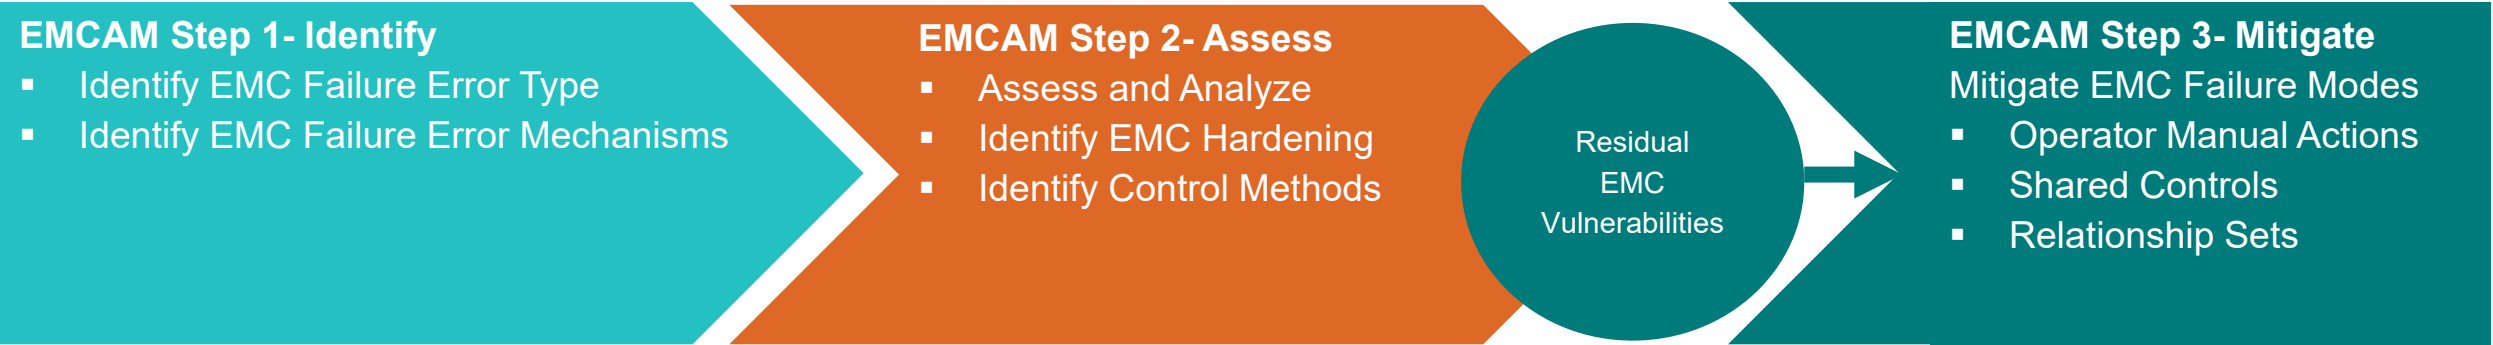 EMCAM Step 1- Identify
▪ Identify EMC Failure Error Type
▪ Identify EMC Failure Error Mechanisms
EMCAM Step 2- Assess
▪ Assess and Analyze
▪ Identify EMC Hardening
▪ Identify Control Methods
Residual
EMC
Vulnerabilities
EMCAM Step 3- Mitigate
Mitigate EMC Failure Modes
▪ Operator Manual Actions
▪ Shared Controls
▪ Relationship Sets